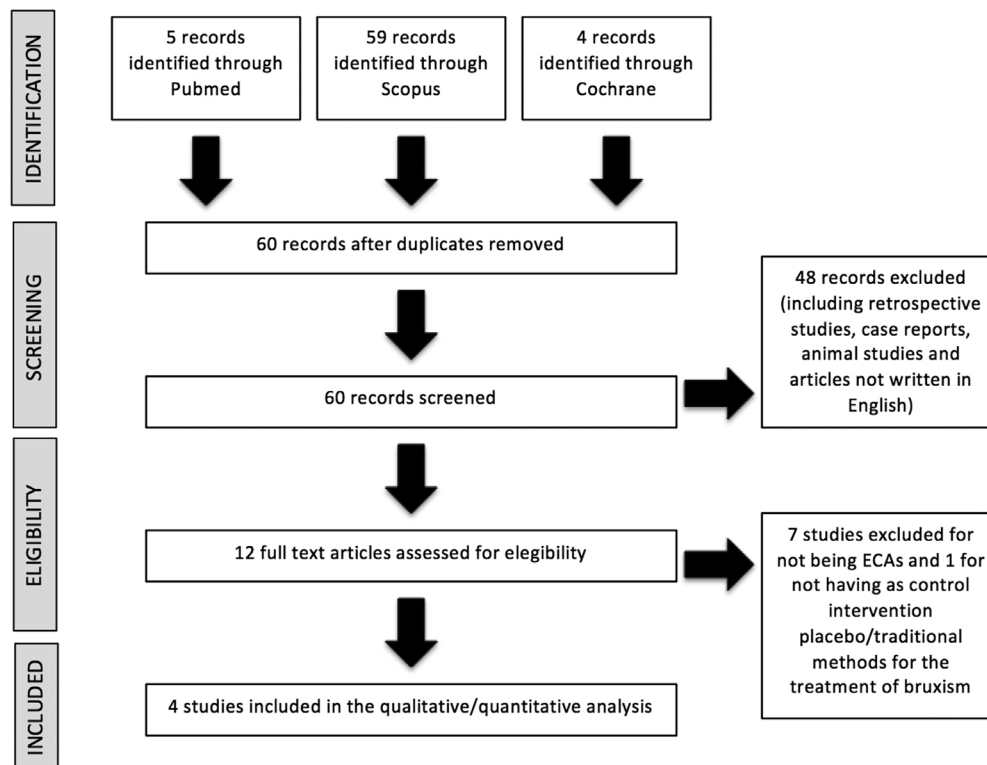 IDENTIFICATION
5 records
identified through
Pubmed
59 records
identified through
Scopus
4 records
identified through
Cochrane
SCREENING
60 records after duplicates removed
60 records screened
48 records excluded
(including retrospective
studies, case reports,
animal studies and
articles not written in
English)
ELIGIBILITY
12 full text articles assessed for elegibility
7 studies excluded for
not being ECAs and 1 for
not having as control
intervention
placebo/traditional
methods for the
treatment of bruxism
INCLUDED
4 studies included in the qualitative/quantitative analysis